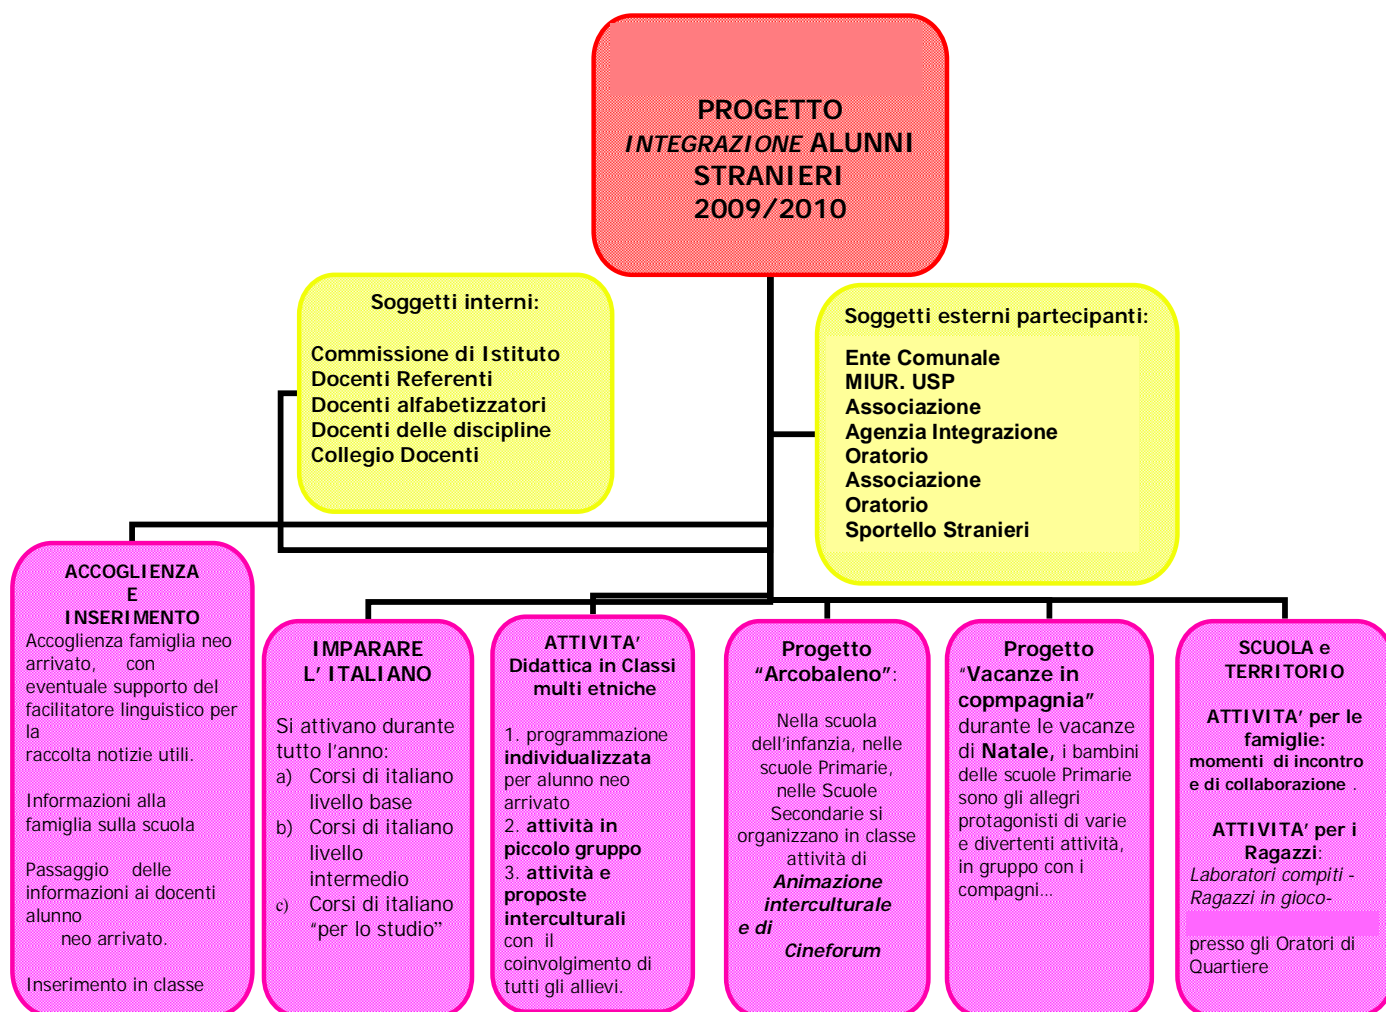 PROGETTO
INTEGRAZIONE ALUNNI
STRANIERI
2009/2010
Soggetti interni:
Commissione di Istituto
Docenti Referenti
Docenti alfabetizzatori
Docenti delle discipline
Collegio Docenti
Soggetti esterni partecipanti:
Ente Comunale
MIUR. USP
Associazione
Agenzia Integrazione
Oratorio
Associazione
Oratorio
Sportello Stranieri
ACCOGLIENZA
E
INSERIMENTO
Accoglienza famiglia neo
arrivato, con
eventuale supporto del
facilitatore linguistico per
la
raccolta notizie utili.
Informazioni alla
famiglia sulla scuola
Passaggio delle
informazioni ai docenti
alunno
neo arrivato.
Inserimento in classe
IMPARARE
L' ITALIANO
Si attivano durante
tutto l'anno:
a) Corsi di italiano
livello base
b) Corsi di italiano
livello
intermedio
c) Corsi di italiano
"per lo studio"
ATTIVITA'
Didattica in Classi
multi etniche
1. programmazione
individualizzata
per alunno neo
arrivato
2. attività in
piccolo gruppo
3. attività e
proposte
interculturali
con il
coinvolgimento di
tutti gli allievi.
Progetto
"Arcobaleno":
Nella scuola
dell'infanzia, nelle
scuole Primarie,
nelle Scuole
Secondarie si
organizzano in classe
attività di
Animazione
interculturale
e di
Cineforum
Progetto
"Vacanze in
copmpagnia"
durante le vacanze
di Natale, i bambini
delle scuole Primarie
sono gli allegri
protagonisti di varie
e divertenti attività,
in gruppo con i
compagni...
SCUOLA e
TERRITORIO
ATTIVITA' per le
famiglie:
momenti di incontro
e di collaborazione .
ATTIVITA' per i
Ragazzi:
Laboratori compiti -
Ragazzi in gioco-
presso gli Oratori di
Quartiere